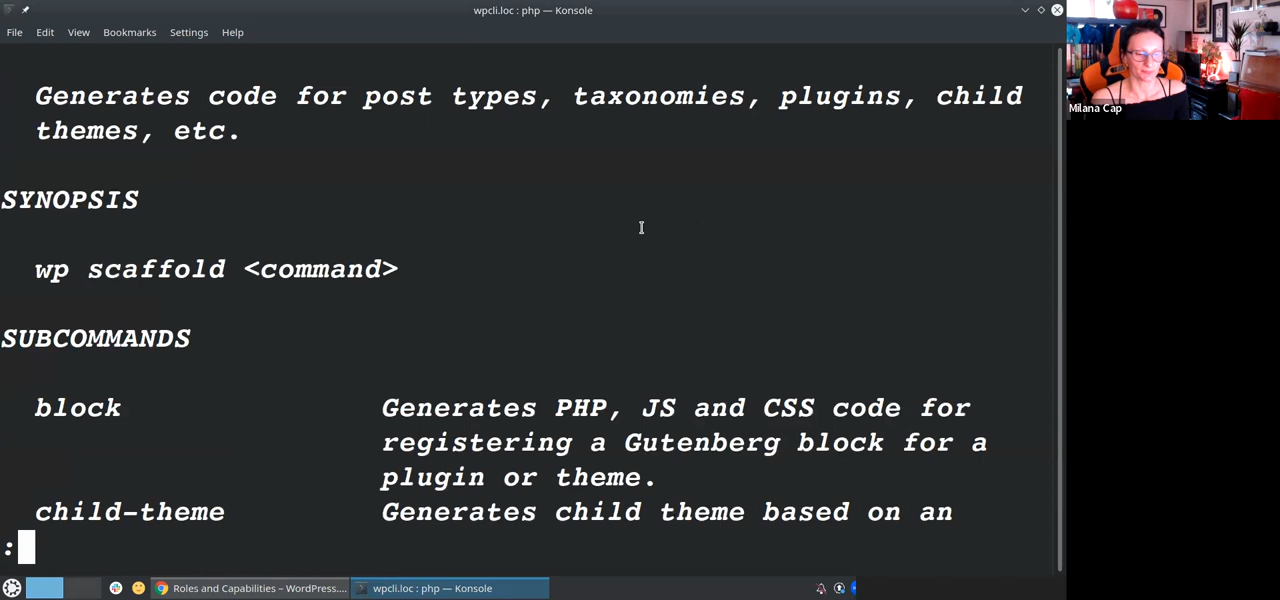 wpcli.loc : php — Konsole
File Edit View Bookmarks Settings Help
Generates code for post types, taxonomies, plugins, child
themes, etc.
SYNOPSIS
wp scaffold <command>
SUBCOMMANDS
block Generates PHP, JS and CSS code for
registering a Gutenberg block for a
plugin or theme.
child-theme Generates child theme based on an
:
Roles and Capabilities – WordPress.... wpcli.loc : php — Konsole
Milana Cap